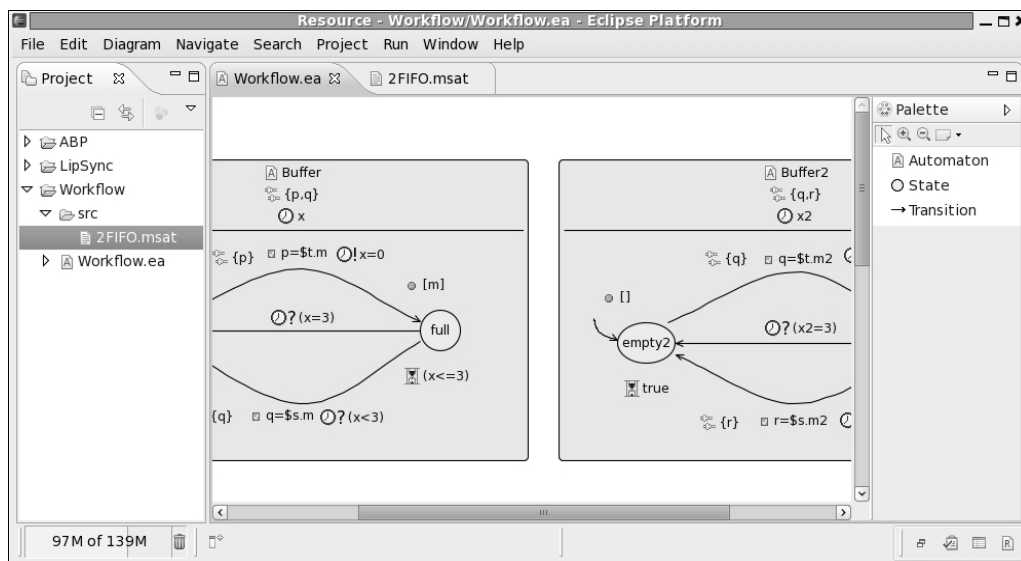 Resource - Workflow/Workflow.ea - Eclipse Platform
File Edit Diagram Navigate Search Project Run Window Help
Project
Workflow.ea
2FIFO.msat
ABP
LipSync
Workflow
src
2FIFO.msat
Workflow.ea
A Buffer
{p,q}
x
{p} p=$t.m !x=0
[m]
?(x=3)
full
(x<=3)
{q} q=$s.m ?(x<3)
A Buffer2
{q,r}
x2
{q} q=$t.m2
[]
?(x2=3)
empty2
true
{r} r=$s.m2
Palette
A Automaton
State
Transition
97M of 139M